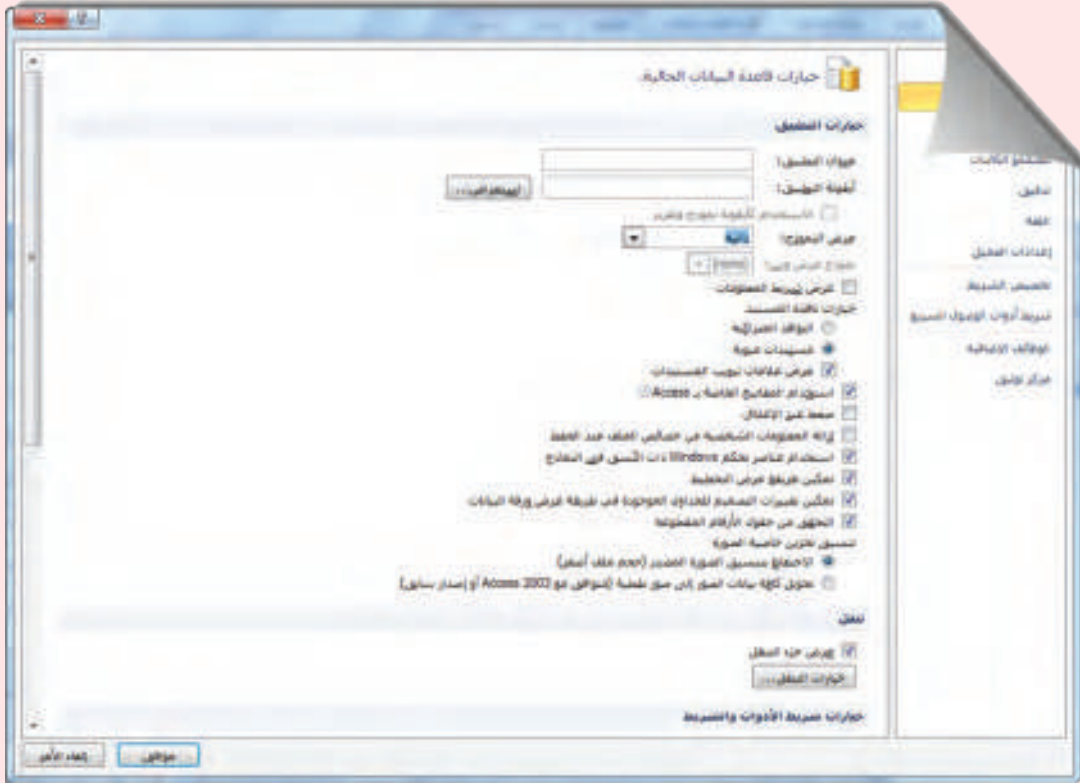 خيارات قاعدة البيانات الحالية.
خيارات التطبيق
عنوان التطبيق:
أيقونة التطبيق:
استعراض...
الاستخدام كأيقونة نموذج وتقرير
عرض النموذج:
نموذج عرض ويب:
عرض شريط المعلومات
خيارات نافذة المستند
النوافذ المتراكبة
مستندات مبوبة
عرض علامات تبويب المستندات
استخدام المفاتيح الخاصة بـ Access
ضغط عند الإغلاق
إزالة المعلومات الشخصية من خصائص الملف عند الحفظ
استخدام عناصر تحكم Windows ذات النسق في النماذج
تمكين طريقة عرض التخطيط
تمكين تغييرات التصميم للجداول الموجودة في طريقة عرض ورقة البيانات
التحقق من حقول الأرقام المقطوعة
تنسيق تخزين خاصية الصورة
الاحتفاظ بتنسيق الصورة المصدر (حجم ملف أصغر)
تحويل كافة بيانات الصور إلى صور نقطية (متوافق مع Access 2003 أو إصدار سابق)
تنقل
عرض جزء التنقل
خيارات التنقل...
خيارات شريط الأدوات والشريط
تدقيق
لغة
إعدادات العميل
تخصيص الشريط
شريط أدوات الوصول السريع
الوظائف الإضافية
مركز توثيق
موافق
إلغاء الأمر